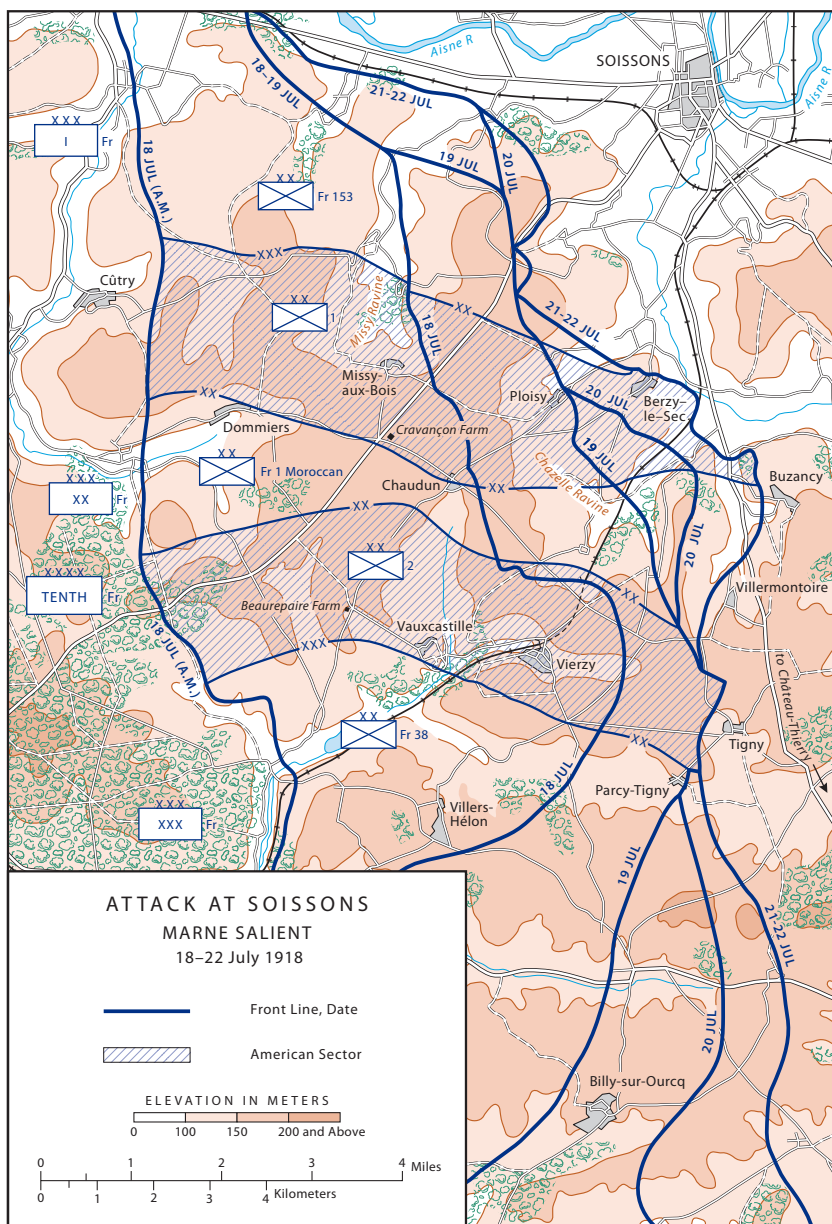 Aisne R
SOISSONS
Aisne R
18–19 JUL
21-22 JUL
XXX
I
Fr
18 JUL (A.M.)
19 JUL
20 JUL
XX
Fr 153
XXX
Cûtry
XX
1
Missy Ravine
XX
18 JUL
21-22 JUL
Missy-
aux-Bois
Ploisy
20 JUL
Berzy–
le–Sec
XX
Dommiers
Cravançon Farm
19 JUL
XX
Fr 1 Moroccan
Chaudun
XX
Chazelle Ravine
Buzancy
XXX
XX
Fr
XX
20 JUL
XX
2
XXXX
TENTH
Fr
Beaurepaire Farm
XX
Villermontoire
18 JUL (A.M.)
Vauxcastille
XXX
Vierzy
to Château-Thierry
XX
Fr 38
XX
Tigny
18 JUL
Parcy-Tigny
Villers-
Hélon
XXX
XXX
Fr
19 JUL
21-22 JUL
20 JUL
Billy-sur-Ourcq
ATTACK AT SOISSONS
MARNE SALIENT
18–22 July 1918
Front Line, Date
American Sector
ELEVATION IN METERS
0 100 150 200 and Above
0 1 2 3 4 Miles
0 1 2 3 4 Kilometers